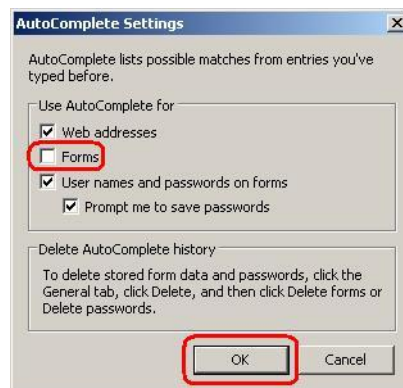 AutoComplete Settings
AutoComplete lists possible matches from entries you've
typed before.
Use AutoComplete for
Web addresses
Forms
User names and passwords on forms
Prompt me to save passwords
Delete AutoComplete history
To delete stored form data and passwords, click the
General tab, click Delete, and then click Delete forms or
Delete passwords.
OK Cancel